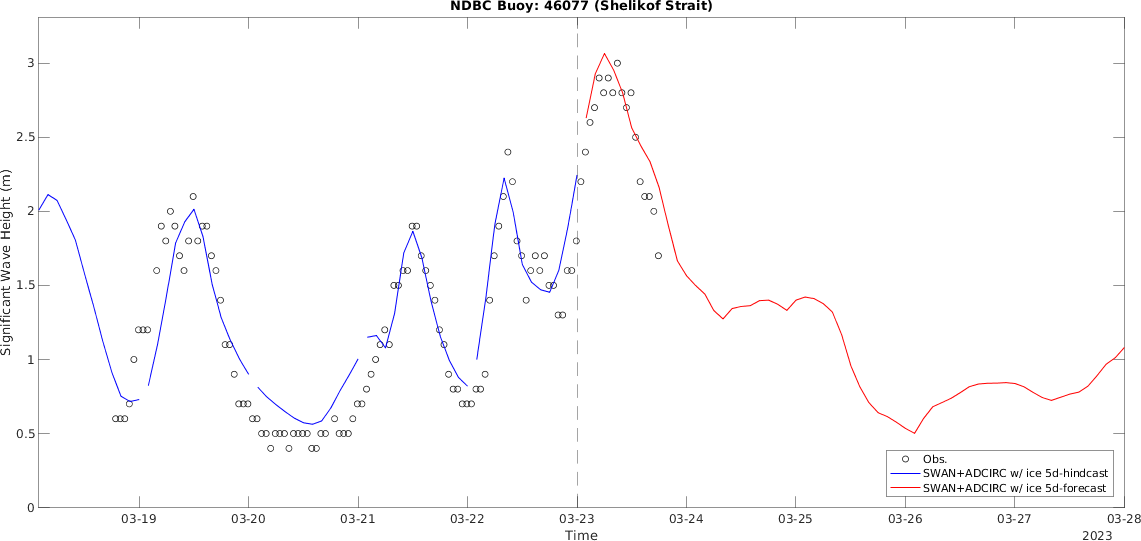 NDBC Buoy: 46077 (Shelikof Strait)
Significant Wave Height (m)
3
2.5
2
1.5
1
0.5
0
Obs.
SWAN+ADCIRC w/ ice 5d-hindcast
SWAN+ADCIRC w/ ice 5d-forecast
03-19 03-20 03-21 03-22 03-23 03-24 03-25 03-26 03-27 03-28
Time
2023